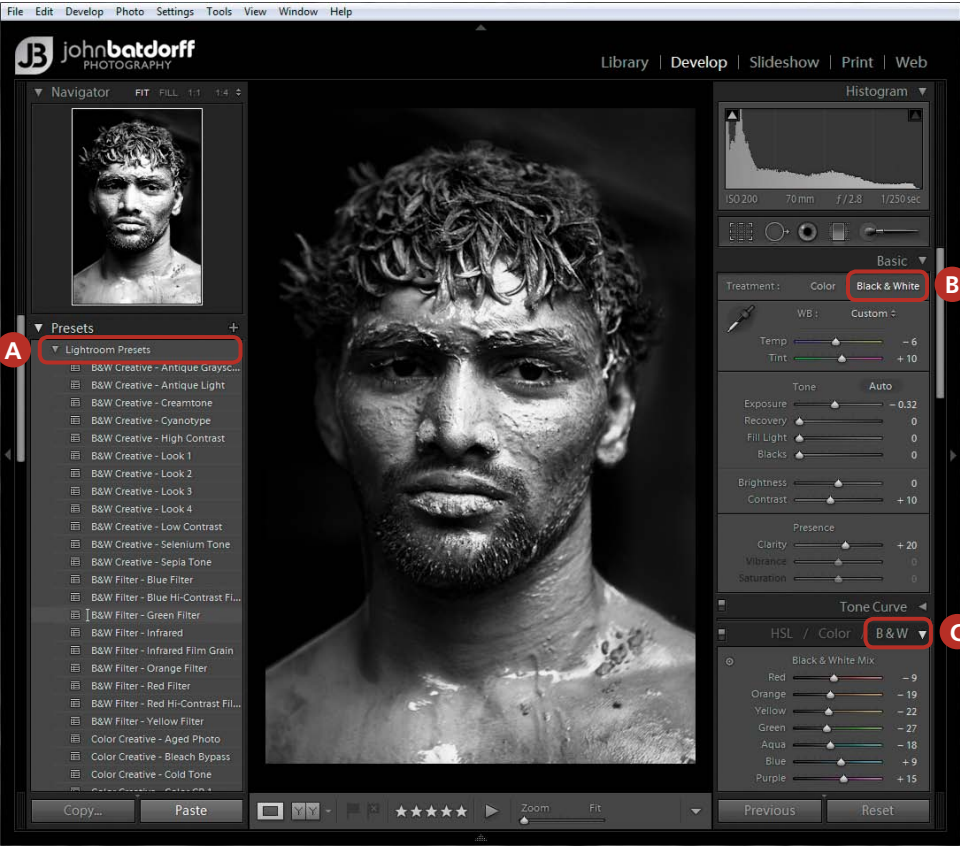 File Edit Develop Photo Settings Tools View Window Help
JB johnbatdorff
PHOTOGRAPHY
Library | Develop | Slideshow | Print | Web
Navigator FIT FILL 1:1 1:4
Histogram
ISO 200 70 mm f / 2.8 1/250 sec
Basic
Treatment : Color Black & White
B
WB : Custom
Temp – 6
Tint + 10
Tone Auto
Exposure – 0.32
Recovery 0
Fill Light 0
Blacks 0
Brightness 0
Contrast + 10
Presence
Clarity + 20
Vibrance 0
Saturation 0
Tone Curve
HSL / Color / B & W
C
Black & White Mix
Red – 9
Orange – 19
Yellow – 22
Green – 27
Aqua – 18
Blue + 9
Purple + 15
Previous Reset
Presets +
A
Lightroom Presets
B&W Creative - Antique Graysc...
B&W Creative - Antique Light
B&W Creative - Creamtone
B&W Creative - Cyanotype
B&W Creative - High Contrast
B&W Creative - Look 1
B&W Creative - Look 2
B&W Creative - Look 3
B&W Creative - Look 4
B&W Creative - Low Contrast
B&W Creative - Selenium Tone
B&W Creative - Sepia Tone
B&W Filter - Blue Filter
B&W Filter - Blue Hi-Contrast Fi...
B&W Filter - Green Filter
B&W Filter - Infrared
B&W Filter - Infrared Film Grain
B&W Filter - Orange Filter
B&W Filter - Red Filter
B&W Filter - Red Hi-Contrast Fil...
B&W Filter - Yellow Filter
Color Creative - Aged Photo
Color Creative - Bleach Bypass
Color Creative - Cold Tone
Copy... Paste
Y Y
Zoom Fit